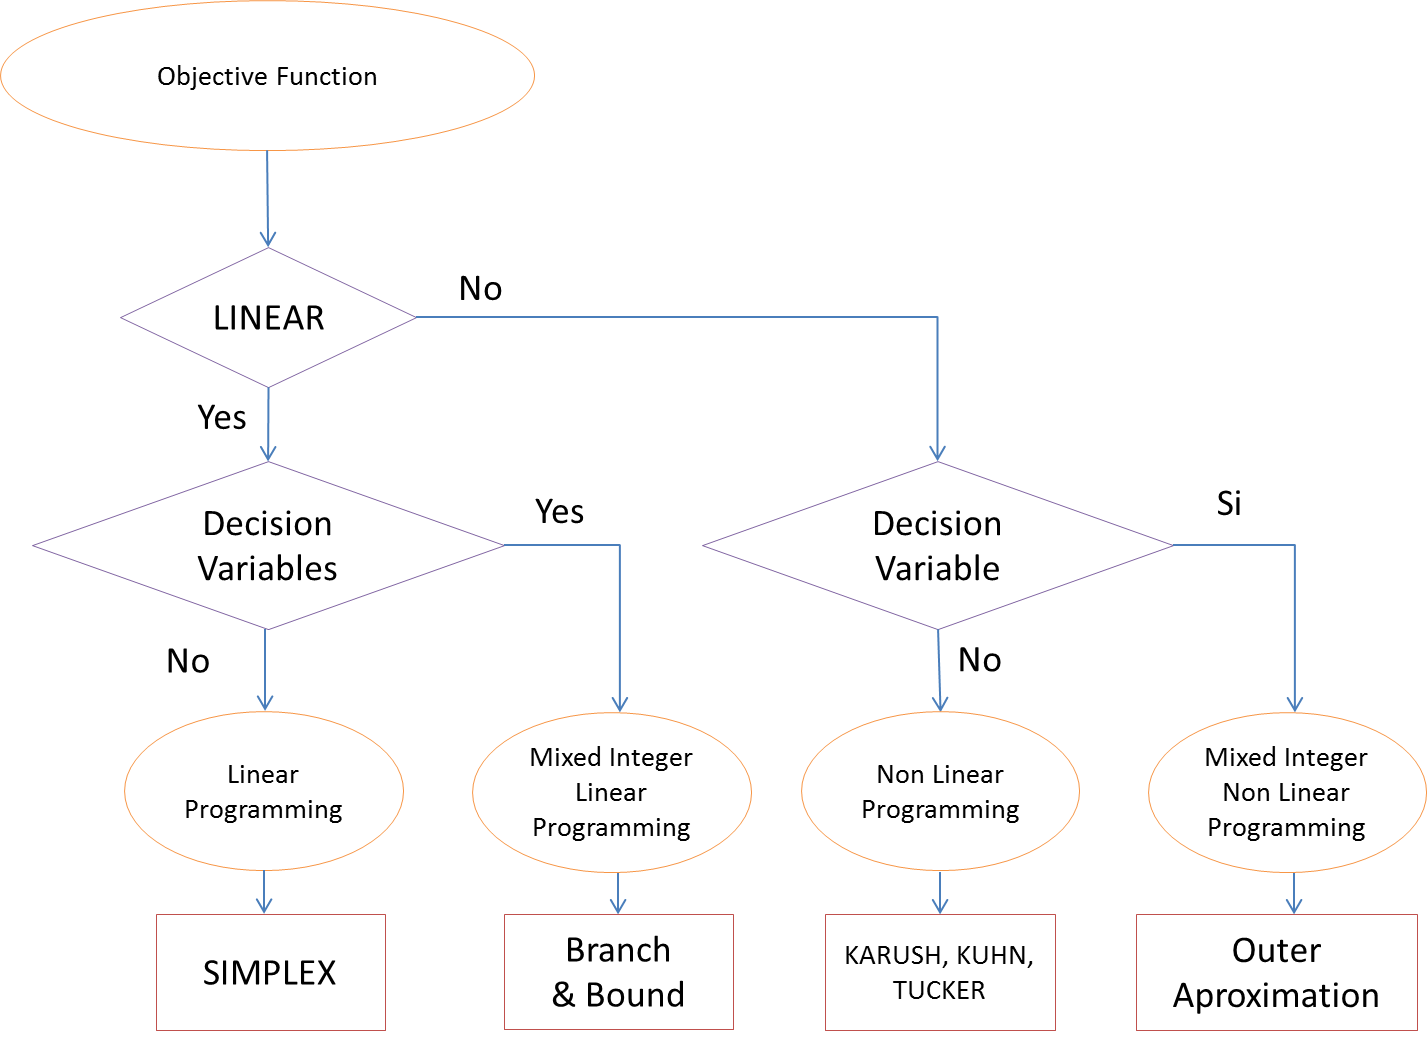 Objective Function
No
LINEAR
Yes
Decision
Variables
Yes
Decision
Variable
Si
No
No
Linear
Programming
Mixed Integer
Linear
Programming
Non Linear
Programming
Mixed Integer
Non Linear
Programming
SIMPLEX
Branch
& Bound
KARUSH, KUHN,
TUCKER
Outer
Aproximation